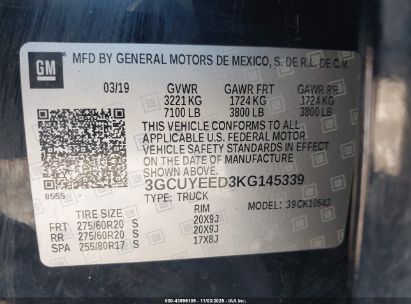 GM
MFD BY GENERAL MOTORS DE MEXICO, S. DE R.L. DE C.V.
03/19 GVWR GAWR FRT GAWR RR
3221 KG 1724 KG 1724 KG
7100 LB 3800 LB 3800 LB
THIS VEHICLE CONFORMS TO ALL
APPLICABLE U.S. FEDERAL MOTOR
VEHICLE SAFETY STANDARDS IN EFFECT
ON THE DATE OF MANUFACTURE SHOWN ABOVE.
3GCUYEED3KG145339
8555 TYPE: TRUCK MODEL: 39CK10543
RIM
FRT 275/60R20 S 20X9J
RR 275/60R20 S 20X9J
SPA 255/80R17 S 17X8J